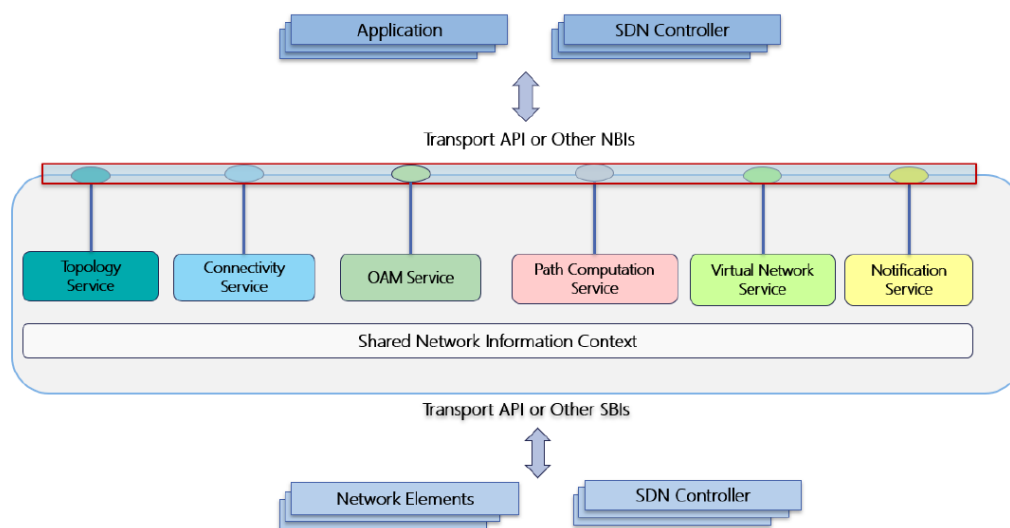 Application
SDN Controller
Transport API or Other NBIs
Topology
Service
Connectivity
Service
OAM Service
Path Computation
Service
Virtual Network
Service
Notification
Service
Shared Network Information Context
Transport API or Other SBIs
Network Elements
SDN Controller